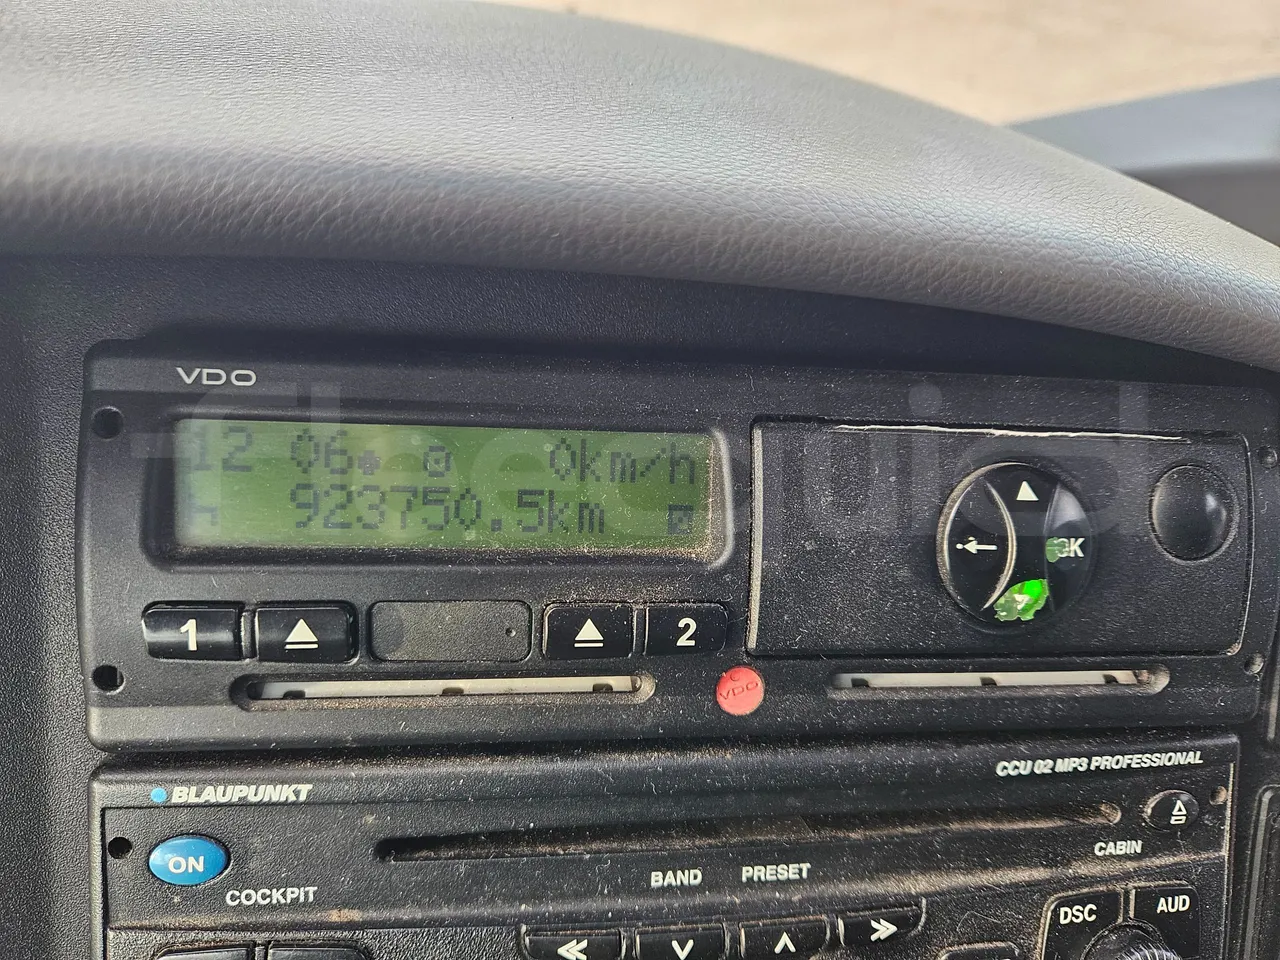 VDO
12 06 0km/h
923750.5km
1
2
OK
VDO
CCU 02 MP3 PROFESSIONAL
BLAUPUNKT
ON
COCKPIT
BAND
PRESET
CABIN
DSC
AUD